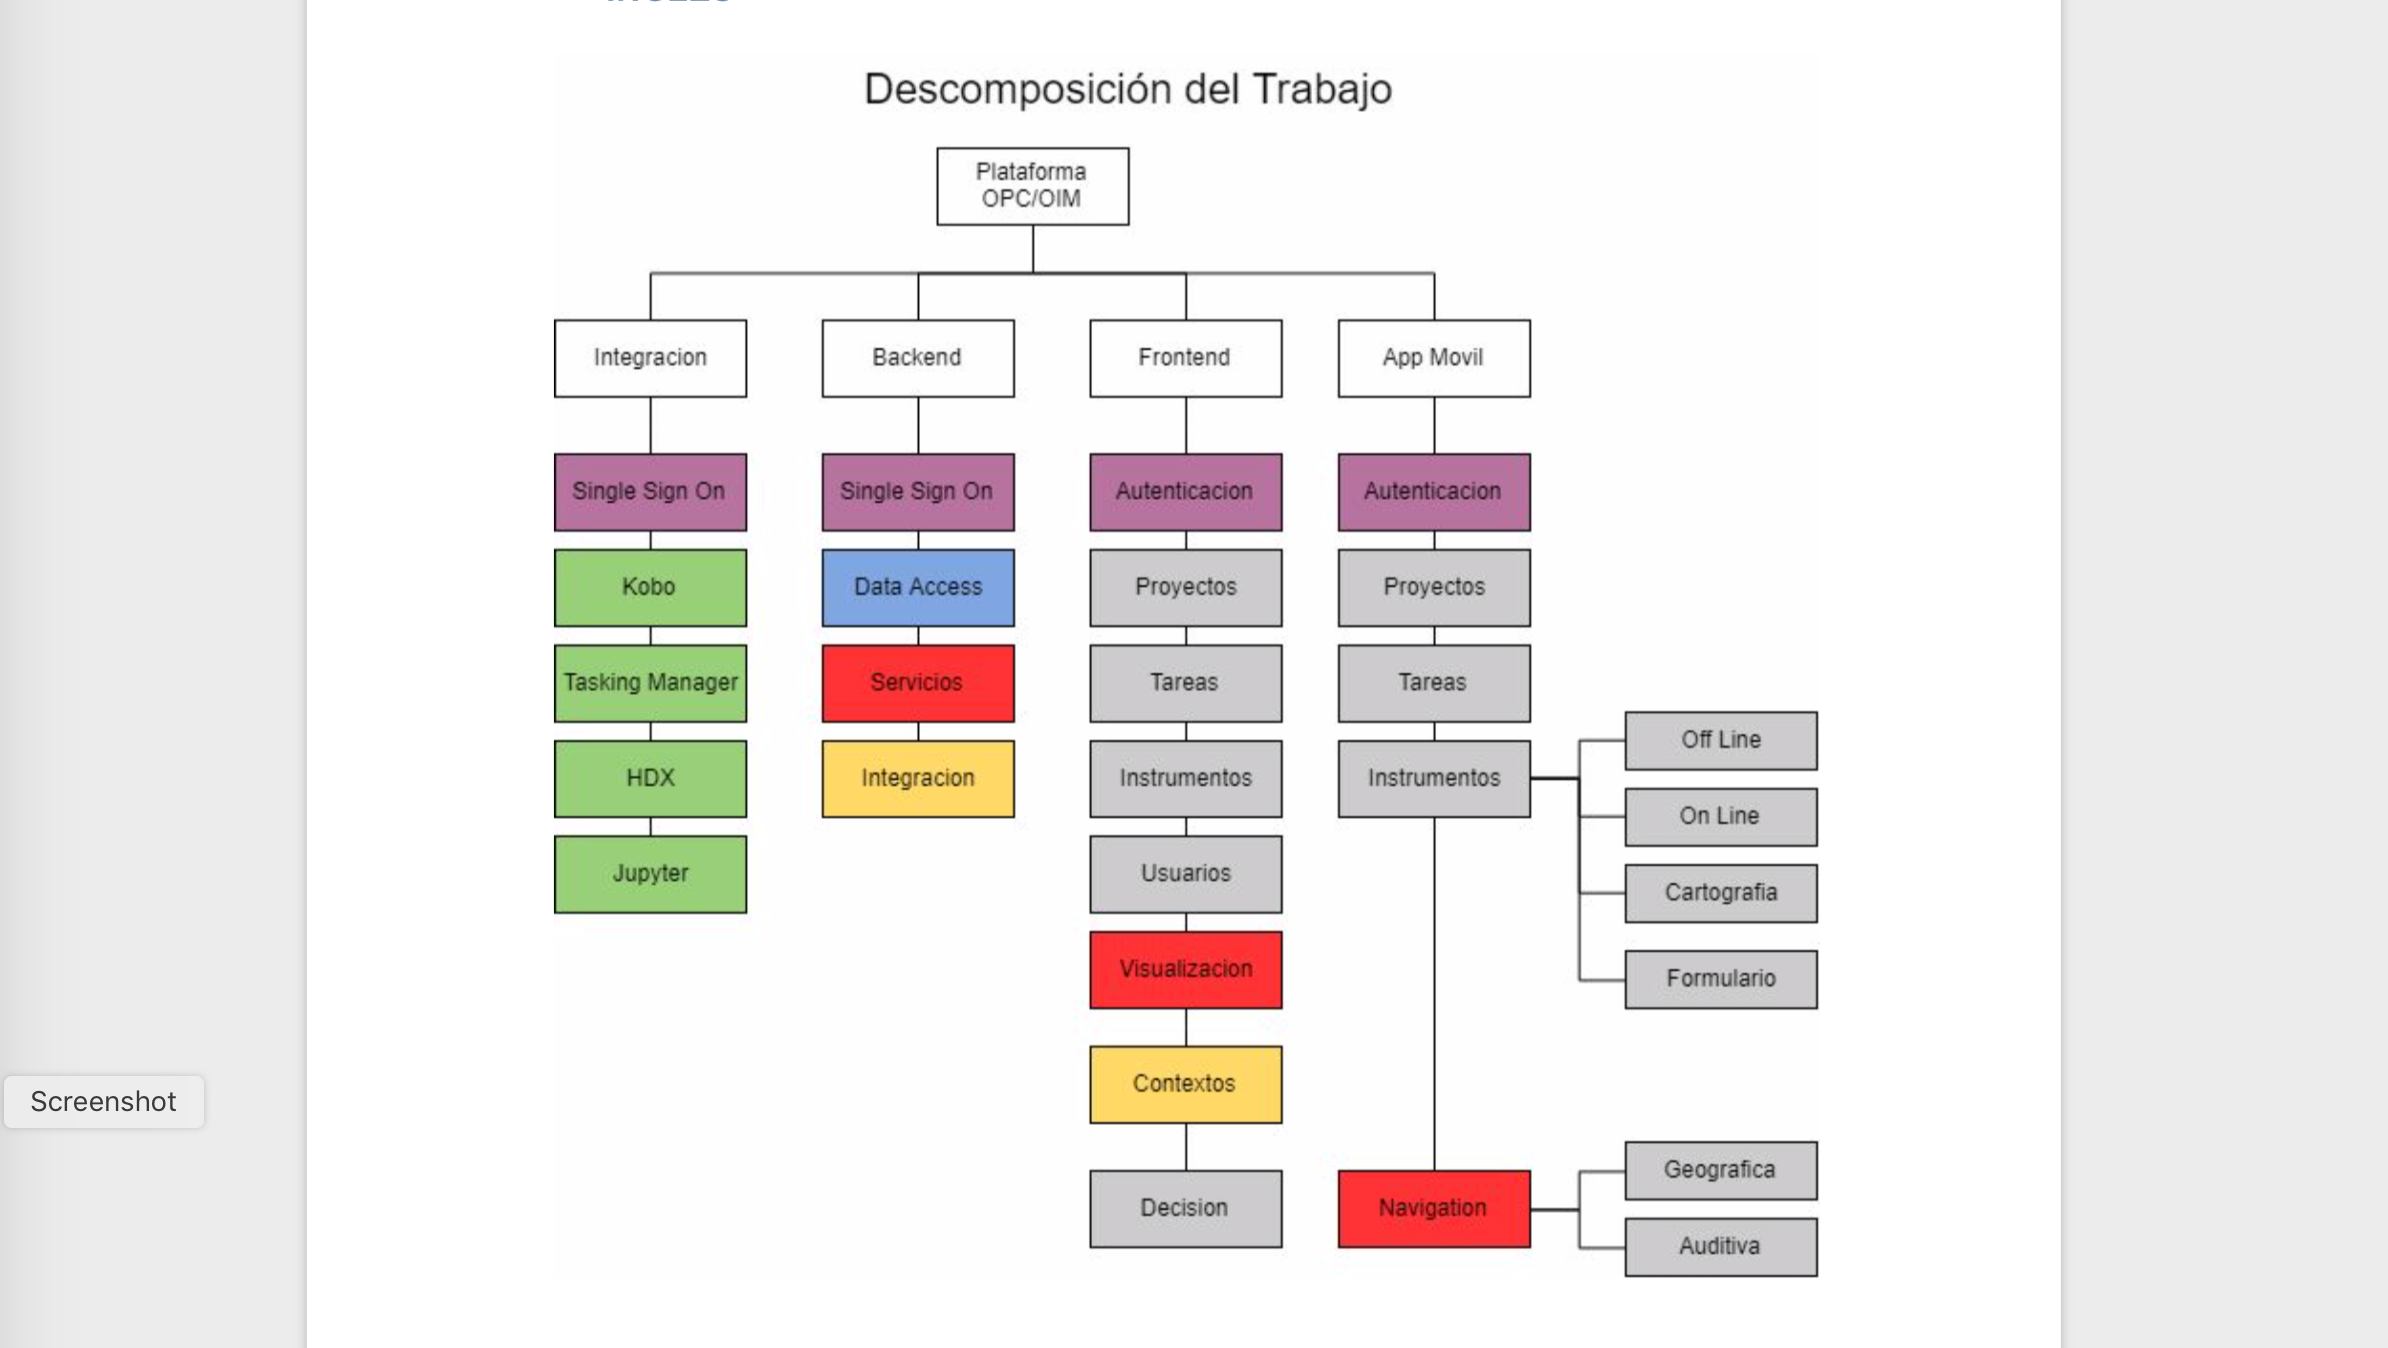 Descomposición del Trabajo
Plataforma
OPC/OIM
Integracion
Backend
Frontend
App Movil
Single Sign On
Single Sign On
Autenticacion
Autenticacion
Kobo
Data Access
Proyectos
Proyectos
Tasking Manager
Servicios
Tareas
Tareas
HDX
Integracion
Instrumentos
Instrumentos
Off Line
On Line
Jupyter
Usuarios
Cartografia
Visualizacion
Formulario
Contextos
Screenshot
Decision
Navigation
Geografica
Auditiva